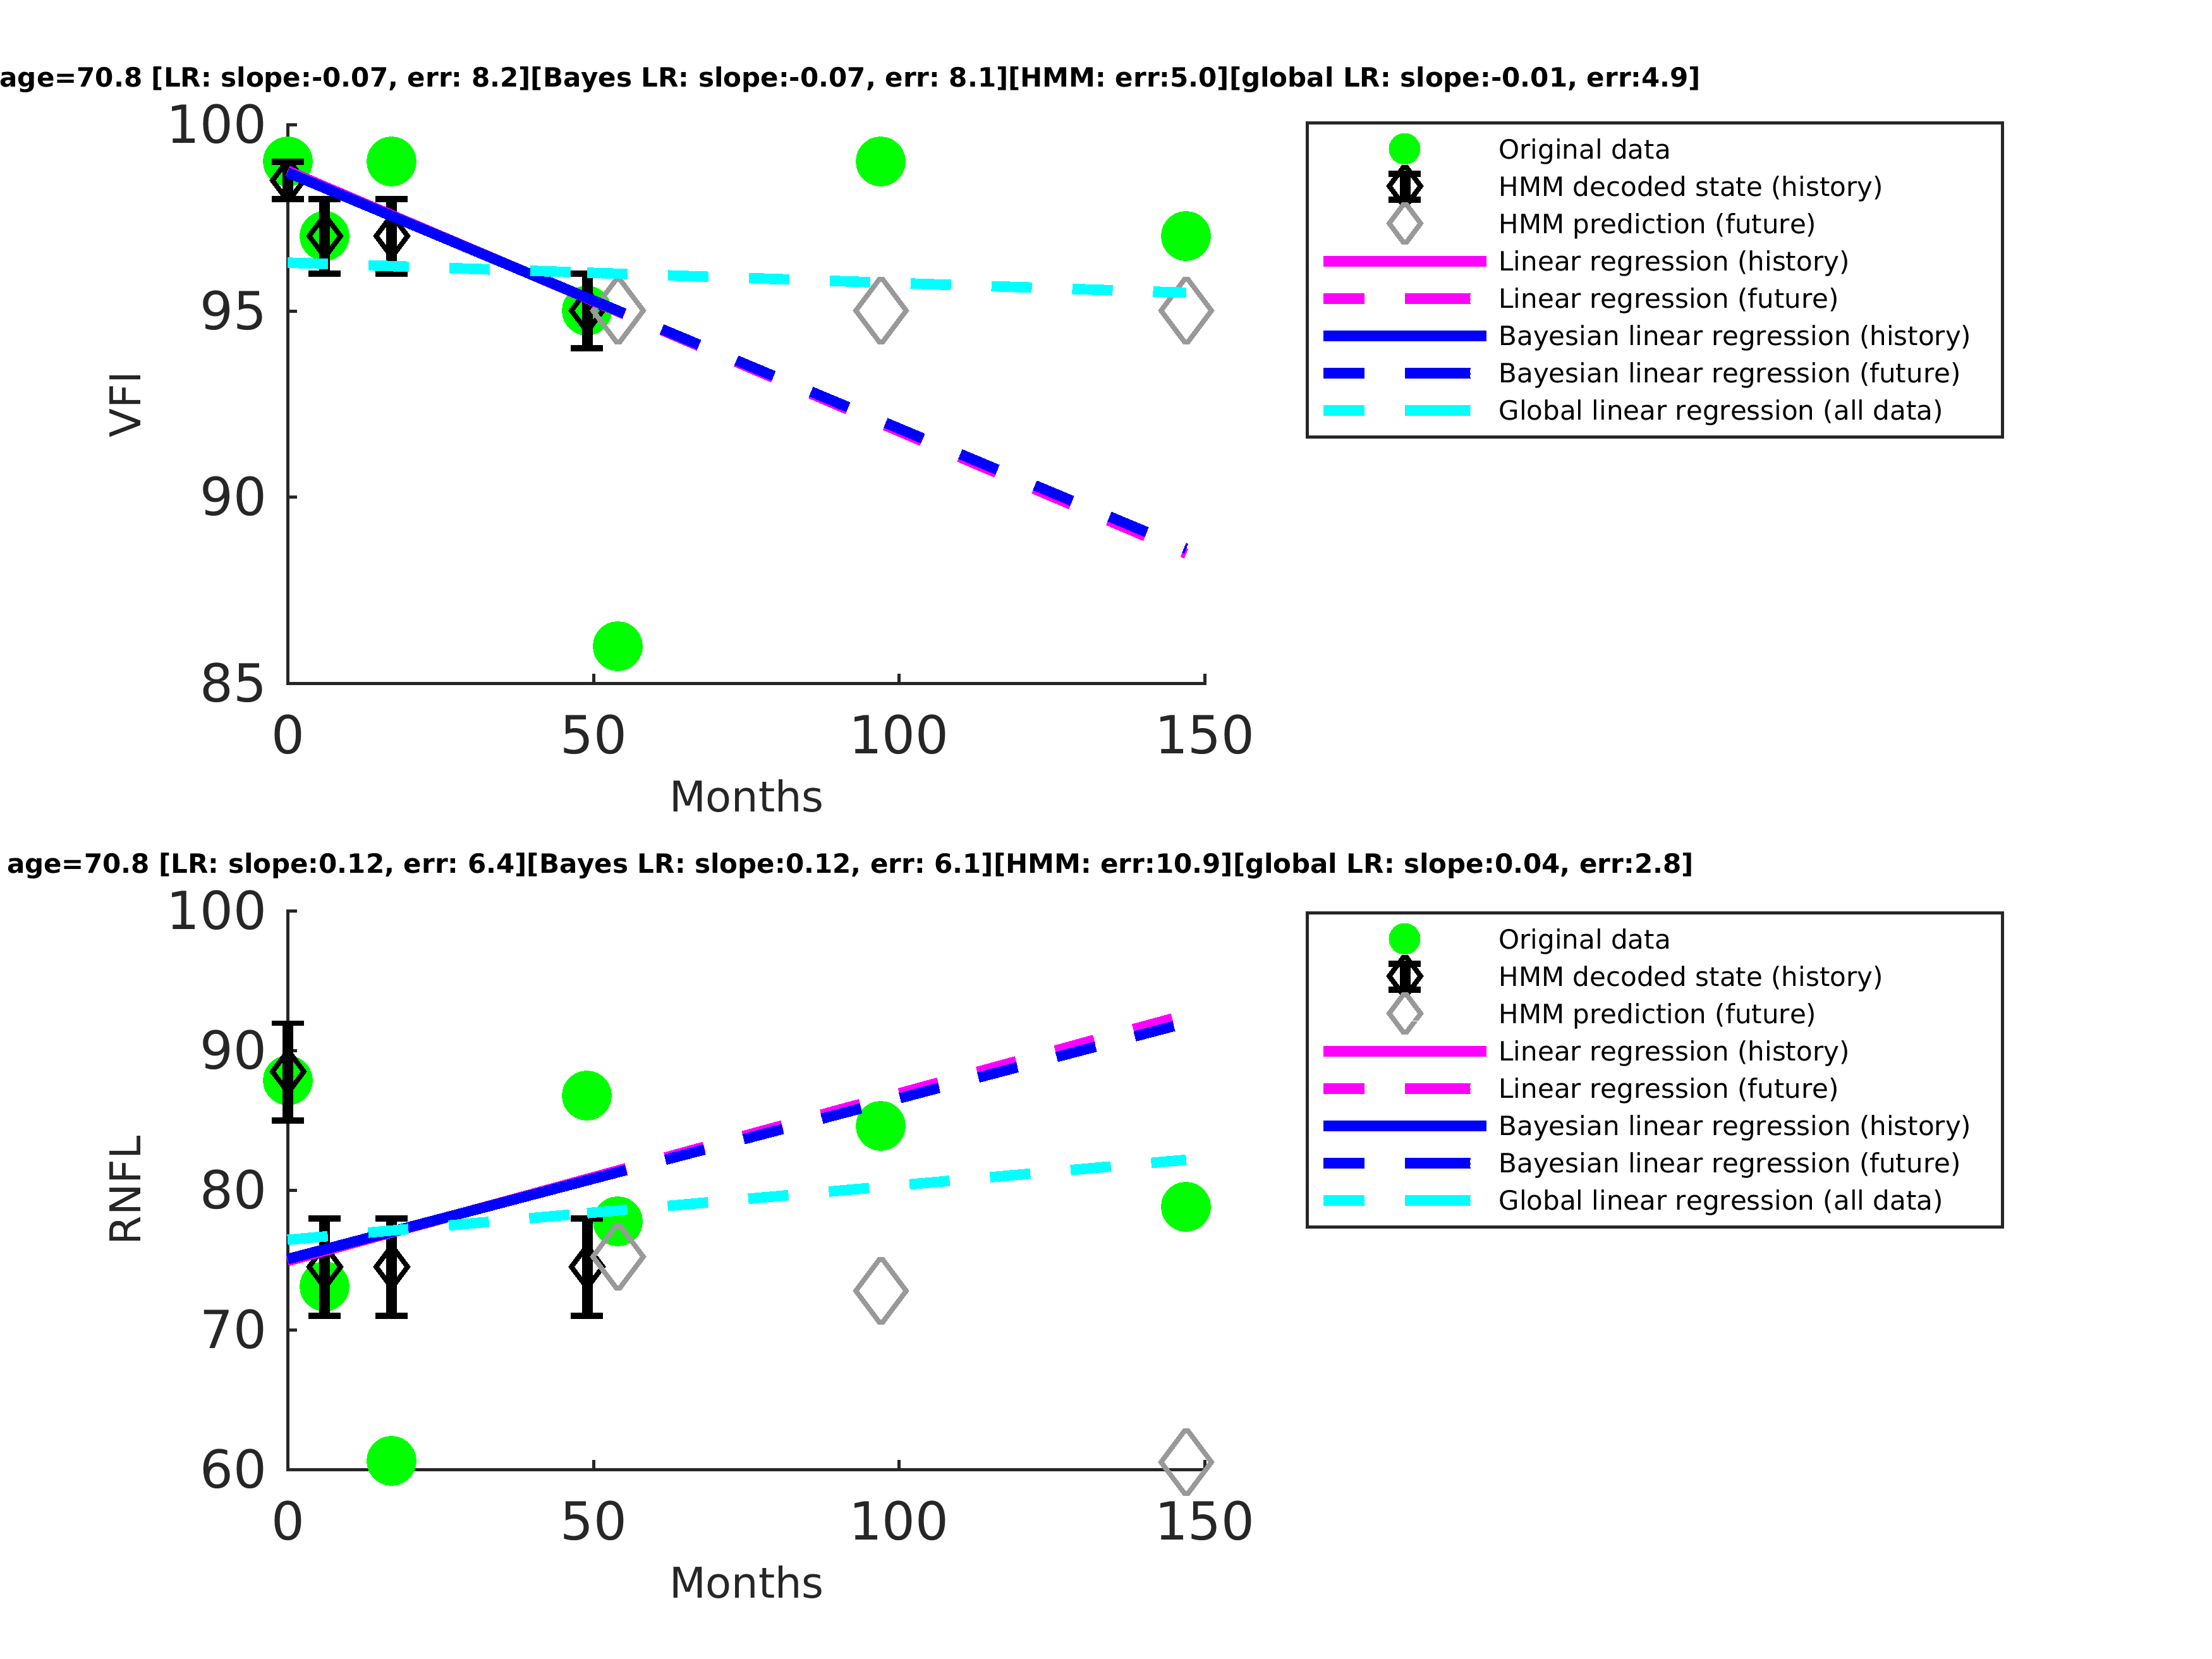 age=70.8 [LR: slope:-0.07, err: 8.2][Bayes LR: slope:-0.07, err: 8.1][HMM: err:5.0][global LR: slope:-0.01, err:4.9]
100
95
90
85
VFI
0 50 100 150
Months
Original data
HMM decoded state (history)
HMM prediction (future)
Linear regression (history)
Linear regression (future)
Bayesian linear regression (history)
Bayesian linear regression (future)
Global linear regression (all data)
age=70.8 [LR: slope:0.12, err: 6.4][Bayes LR: slope:0.12, err: 6.1][HMM: err:10.9][global LR: slope:0.04, err:2.8]
100
90
80
70
60
RNFL
0 50 100 150
Months
Original data
HMM decoded state (history)
HMM prediction (future)
Linear regression (history)
Linear regression (future)
Bayesian linear regression (history)
Bayesian linear regression (future)
Global linear regression (all data)